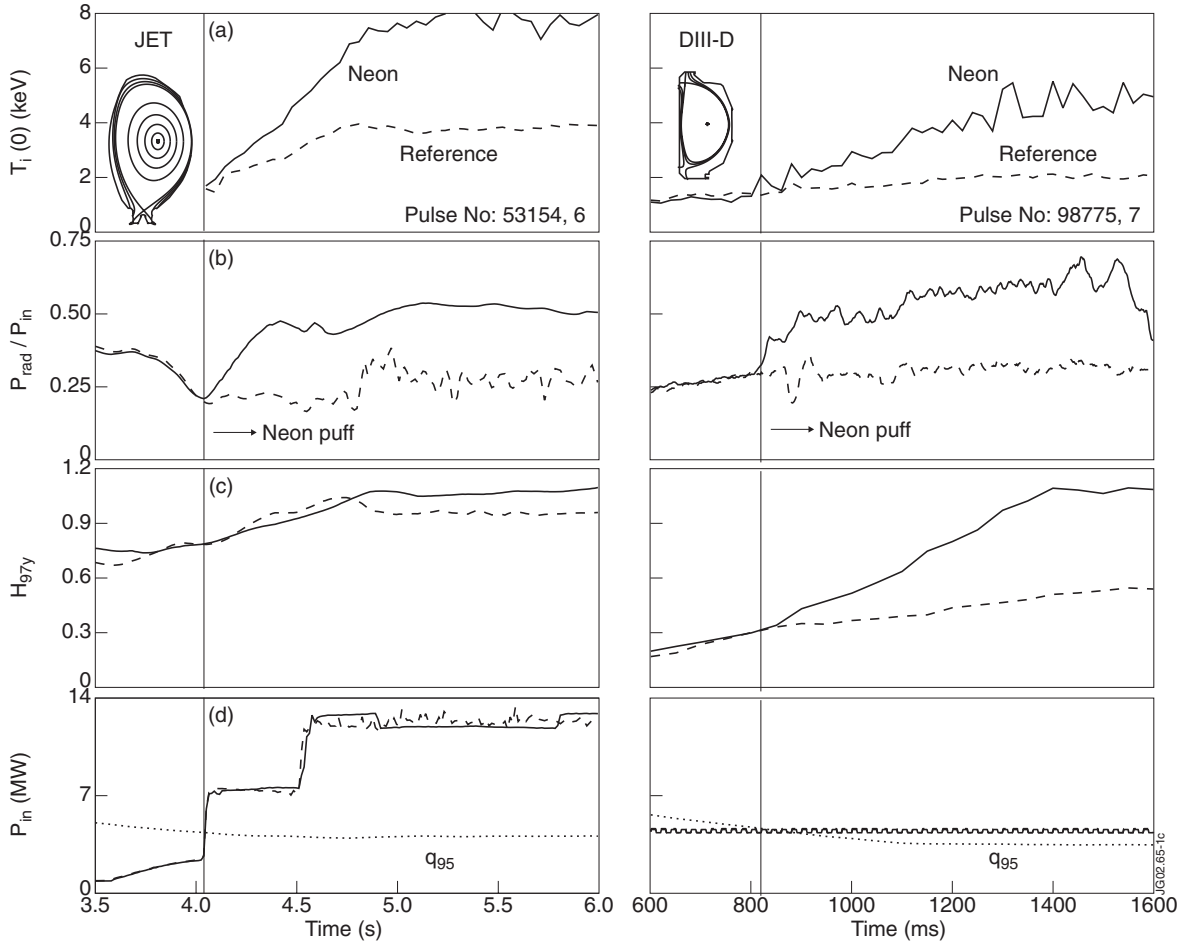 8
6
4
2
0
T_i (0) (keV)
JET
(a)
Neon
Reference
Pulse No: 53154, 6
DIII-D
Neon
Reference
Pulse No: 98775, 7
0.75
0.50
0.25
0
P_rad / P_in
(b)
Neon puff
Neon puff
1.2
0.9
0.6
0.3
0
H_97y
(c)
14
7
0
P_in (MW)
(d)
q_95
q_95
JG02.65-1c
3.5 4.0 4.5 5.0 5.5 6.0
Time (s)
600 800 1000 1200 1400 1600
Time (ms)